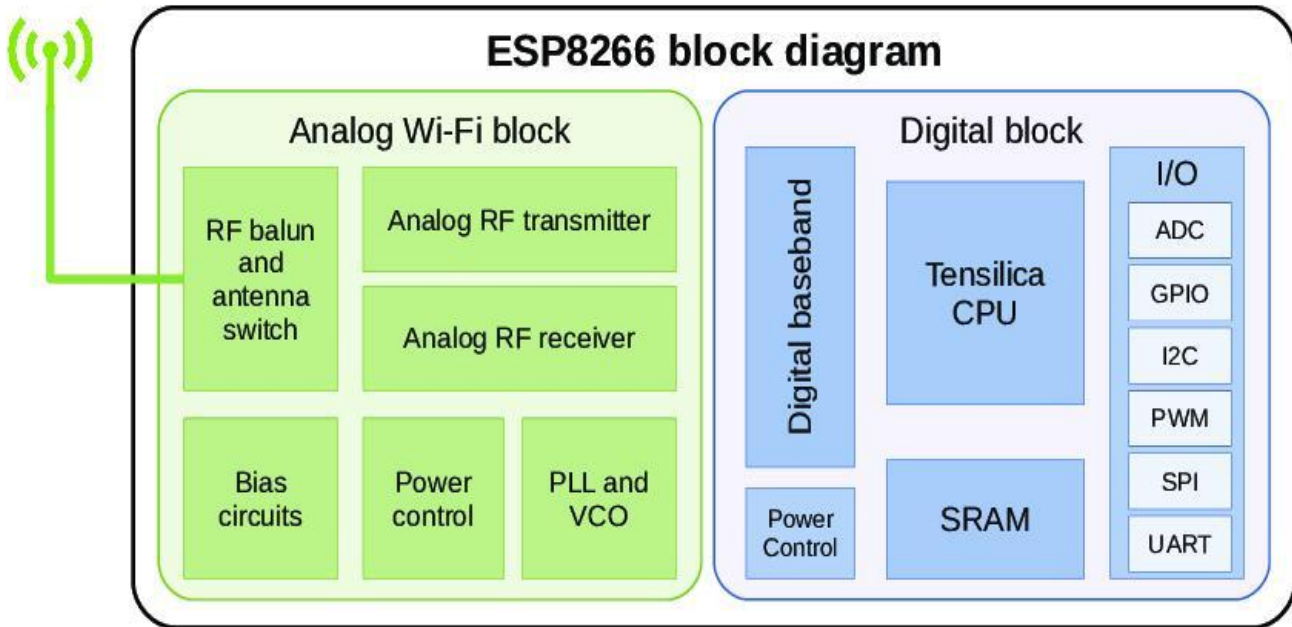 ESP8266 block diagram
Analog Wi-Fi block
RF balun
and
antenna
switch
Analog RF transmitter
Analog RF receiver
Bias
circuits
Power
control
PLL and
VCO
Digital block
Digital baseband
Power
Control
Tensilica
CPU
SRAM
I/O
ADC
GPIO
I2C
PWM
SPI
UART